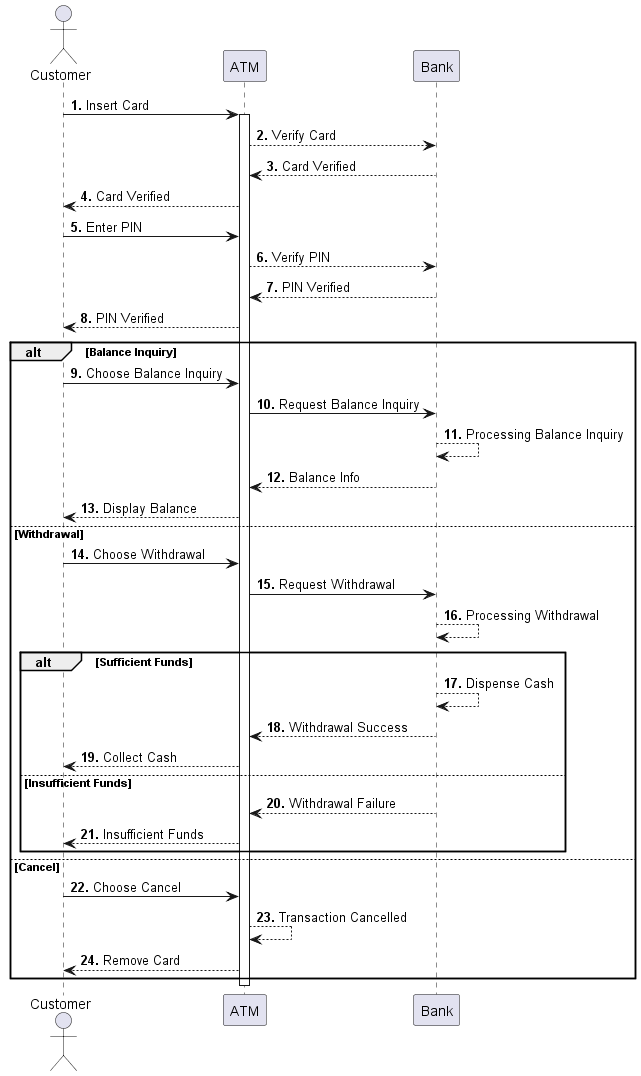 Customer
ATM
Bank
1. Insert Card
2. Verify Card
3. Card Verified
4. Card Verified
5. Enter PIN
6. Verify PIN
7. PIN Verified
8. PIN Verified
alt [Balance Inquiry]
9. Choose Balance Inquiry
10. Request Balance Inquiry
11. Processing Balance Inquiry
12. Balance Info
13. Display Balance
[Withdrawal]
14. Choose Withdrawal
15. Request Withdrawal
16. Processing Withdrawal
alt [Sufficient Funds]
17. Dispense Cash
18. Withdrawal Success
19. Collect Cash
[Insufficient Funds]
20. Withdrawal Failure
21. Insufficient Funds
[Cancel]
22. Choose Cancel
23. Transaction Cancelled
24. Remove Card
Customer
ATM
Bank